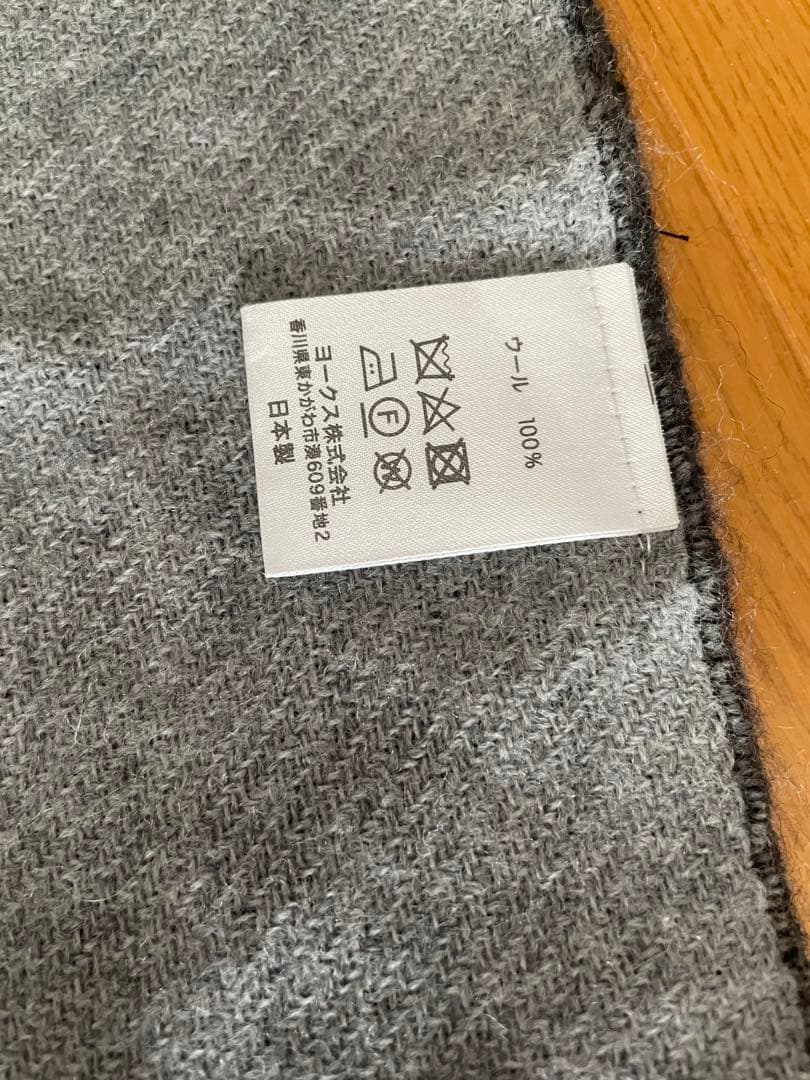 ウール 100%
F
W
ヨークス株式会社
香川県東かがわ市湊609番地2
日本製